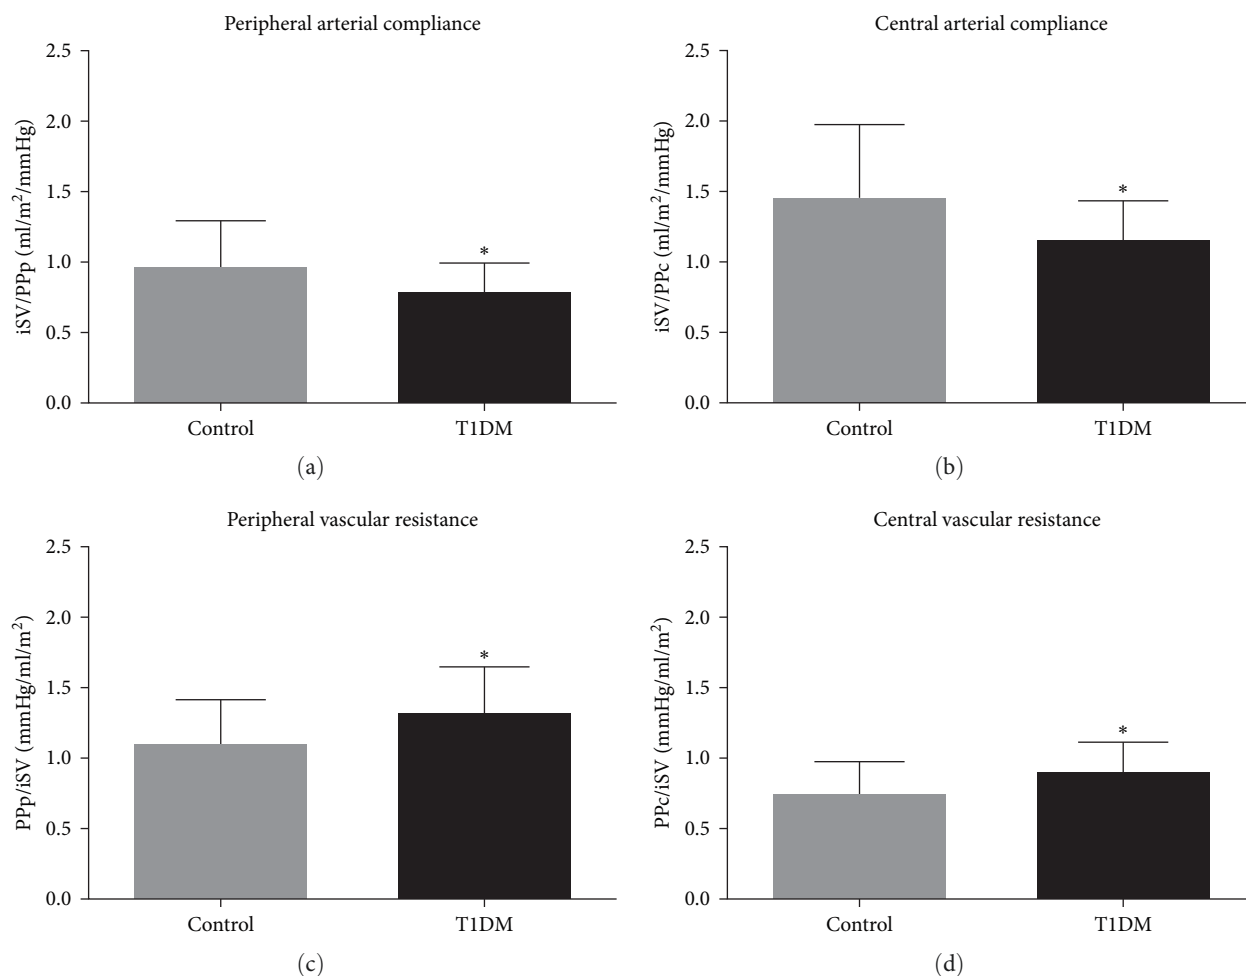 Peripheral arterial compliance
2.5
2.0
1.5
1.0
0.5
0.0
iSV/PPp (ml/m²/mmHg)
*
Control
T1DM
(a)
Central arterial compliance
2.5
2.0
1.5
1.0
0.5
0.0
iSV/PPc (ml/m²/mmHg)
*
Control
T1DM
(b)
Peripheral vascular resistance
2.5
2.0
1.5
1.0
0.5
0.0
PPp/iSV (mmHg/ml/m²)
*
Control
T1DM
(c)
Central vascular resistance
2.5
2.0
1.5
1.0
0.5
0.0
PPc/iSV (mmHg/ml/m²)
*
Control
T1DM
(d)